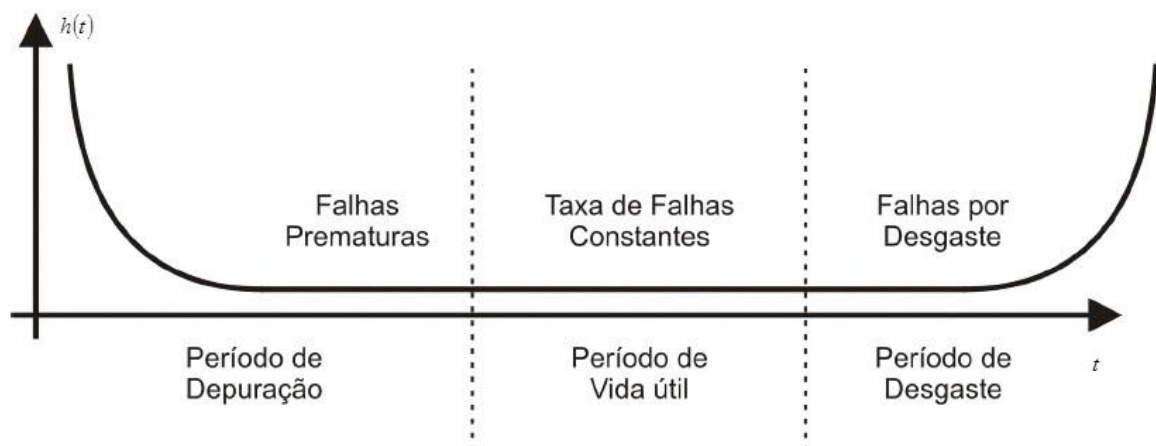 h(t)
Falhas
Prematuras
Taxa de Falhas
Constantes
Falhas por
Desgaste
Período de
Depuração
Período de
Vida útil
Período de
Desgaste
t